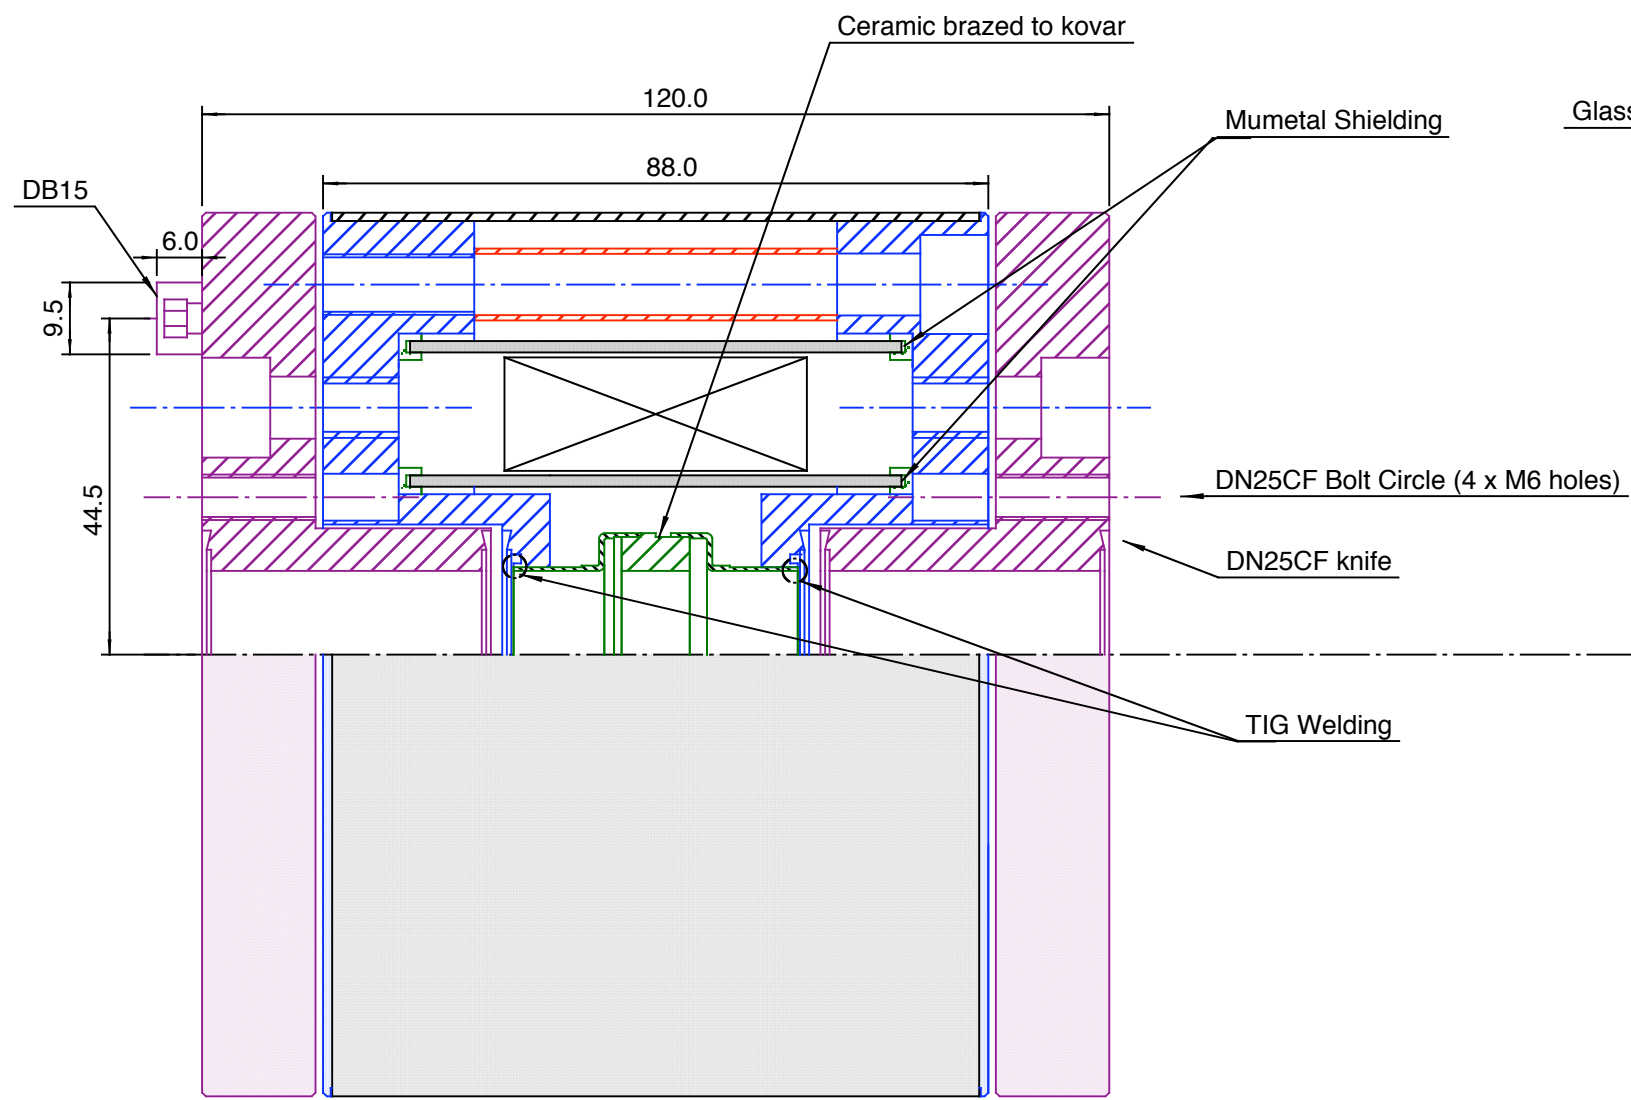 Ceramic brazed to kovar
120.0
Mumetal Shielding
Glass
88.0
DB15
6.0
9.5
44.5
DN25CF Bolt Circle (4 x M6 holes)
DN25CF knife
TIG Welding